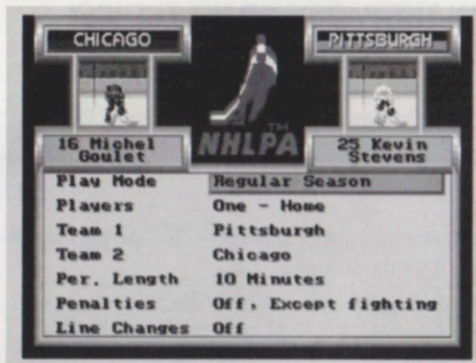 CHICAGO
PITTSBURGH
TM
NHLPA
16 Michel
Goulet
25 Kevin
Stevens
Play Mode Regular Season
Players One - Home
Team 1 Pittsburgh
Team 2 Chicago
Per. Length 10 Minutes
Penalties Off, Except fighting
Line Changes Off